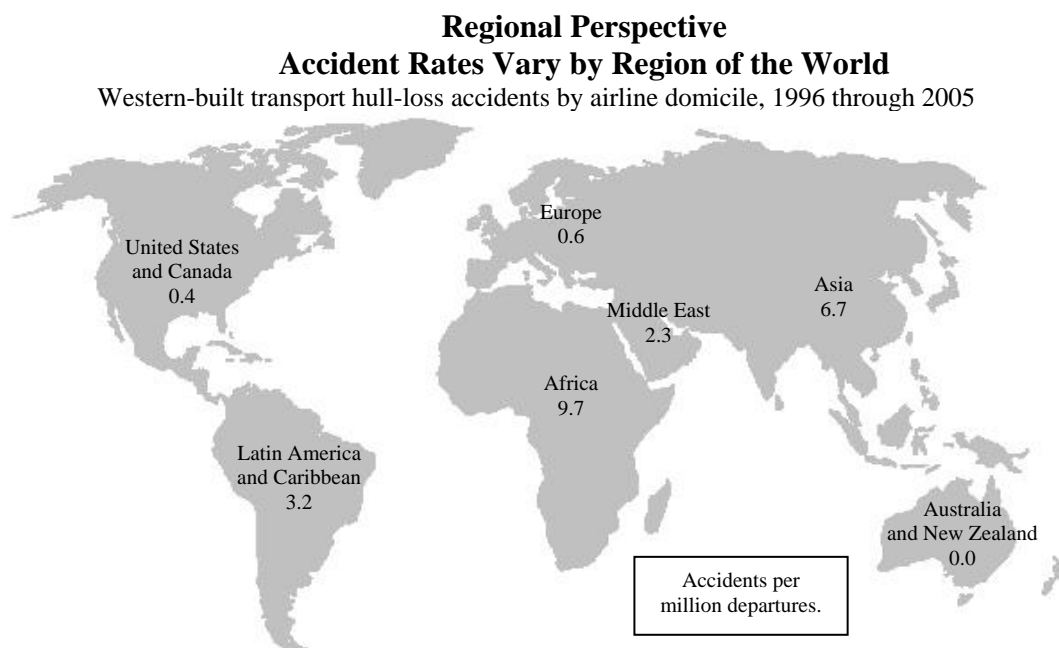 Regional Perspective
Accident Rates Vary by Region of the World
Western-built transport hull-loss accidents by airline domicile, 1996 through 2005
Europe
0.6
United States
and Canada
0.4
Asia
6.7
Middle East
2.3
Africa
9.7
Latin America
and Caribbean
3.2
Australia
and New Zealand
0.0
Accidents per
million departures.